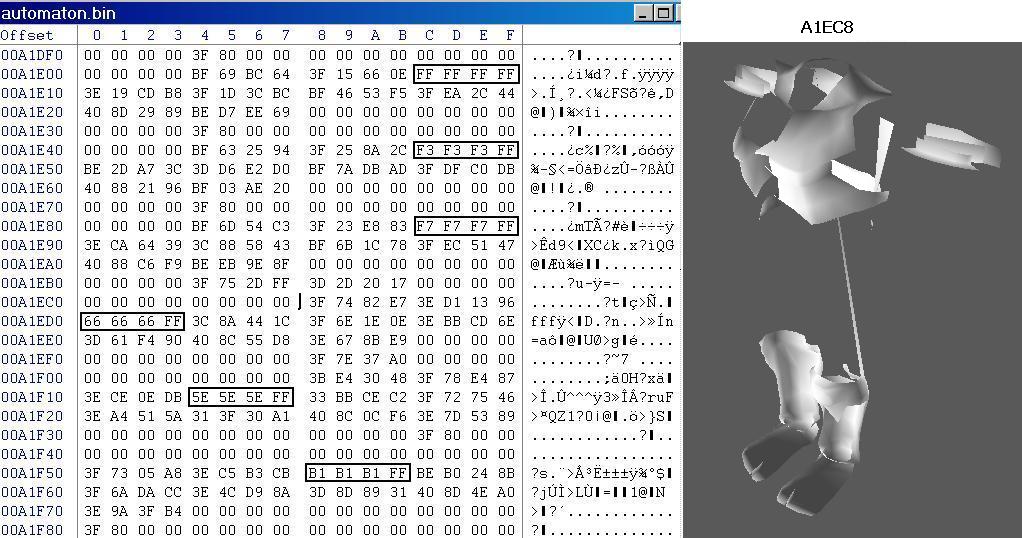 automaton.bin
Offset 0 1 2 3 4 5 6 7 8 9 A B C D E F
00A1DF0 00 00 00 00 3F 80 00 00 00 00 00 00 00 00 00 00 ....?▌..........
00A1E00 00 00 00 00 BF 69 BC 64 3F 15 66 0E FF FF FF FF ....¿i¼d?.f.ÿÿÿÿ
00A1E10 3E 19 CD B8 3F 1D 3C BC BF 46 53 F5 3F EA 2C 44 >.͸?.<¼¿FSõ?ê,D
00A1E20 40 8D 29 89 BE D7 EE 69 00 00 00 00 00 00 00 00 @▌)▌¾×îi........
00A1E30 00 00 00 00 3F 80 00 00 00 00 00 00 00 00 00 00 ....?▌..........
00A1E40 00 00 00 00 BF 63 25 94 3F 25 8A 2C F3 F3 F3 FF ....¿c%▌?%▌,óóóÿ
00A1E50 BE 2D A7 3C 3D D6 E2 D0 BF 7A DB AD 3F DF C0 DB ¾-§<=ÖâпzÛ-?ßÀÛ
00A1E60 40 88 21 96 BF 03 AE 20 00 00 00 00 00 00 00 00 @▌!▌¿.® ........
00A1E70 00 00 00 00 3F 80 00 00 00 00 00 00 00 00 00 00 ....?▌..........
00A1E80 00 00 00 00 BF 6D 54 C3 3F 23 E8 83 F7 F7 F7 FF ....¿mTÃ?#è▌÷÷÷ÿ
00A1E90 3E CA 64 39 3C 88 58 43 BF 6B 1C 78 3F EC 51 47 >Êd9<▌XC¿k.x?ìQG
00A1EA0 40 88 C6 F9 BE EB 9E 8F 00 00 00 00 00 00 00 00 @▌Æù¾ë▌▌........
00A1EB0 00 00 00 00 3F 75 2D FF 3D 2D 20 17 00 00 00 00 ....?u-ÿ=- .....
00A1EC0 00 00 00 00 00 00 00 00 3F 74 82 E7 3E D1 13 96 ........?t▌ç>Ñ.▌
00A1ED0 66 66 66 FF 3C 8A 44 1C 3F 6E 1E 0E 3E BB CD 6E fffÿ<▌D.?n..>»Ín
00A1EE0 3D 61 F4 90 40 8C 55 D8 3E 67 8B E9 00 00 00 00 =aô▌@▌UØ>g▌é....
00A1EF0 00 00 00 00 00 00 00 00 3F 7E 37 A0 00 00 00 00 ........?~7 ....
00A1F00 00 00 00 00 00 00 00 00 3B E4 30 48 3F 78 E4 87 ........;ä0H?xä▌
00A1F10 3E CE 0E DB 5E 5E 5E FF 33 BB CE C2 3F 72 75 46 >Î.Û^^^ÿ3»ÎÂ?ruF
00A1F20 3E A4 51 5A 31 3F 30 A1 40 8C 0C F6 3E 7D 53 89 >¤QZ1?0¡@▌.ö>}S▌
00A1F30 00 00 00 00 00 00 00 00 00 00 00 00 3F 80 00 00 ............?▌..
00A1F40 00 00 00 00 00 00 00 00 00 00 00 00 00 00 00 00 ................
00A1F50 3F 73 05 A8 3E C5 B3 CB B1 B1 B1 FF BE B0 24 8B ?s.¨>ųË±±±ÿ¾°$▌
00A1F60 3F 6A DA CC 3E 4C D9 8A 3D 8D 89 31 40 8D 4E A0 ?jÚÌ>LÙ▌=▌▌1@▌N
00A1F70 3E 9A 3F B4 00 00 00 00 00 00 00 00 00 00 00 00 >▌?´............
00A1F80 3F 80 00 00 00 00 00 00 00 00 00 00 00 00 00 00 ?▌..............
A1EC8